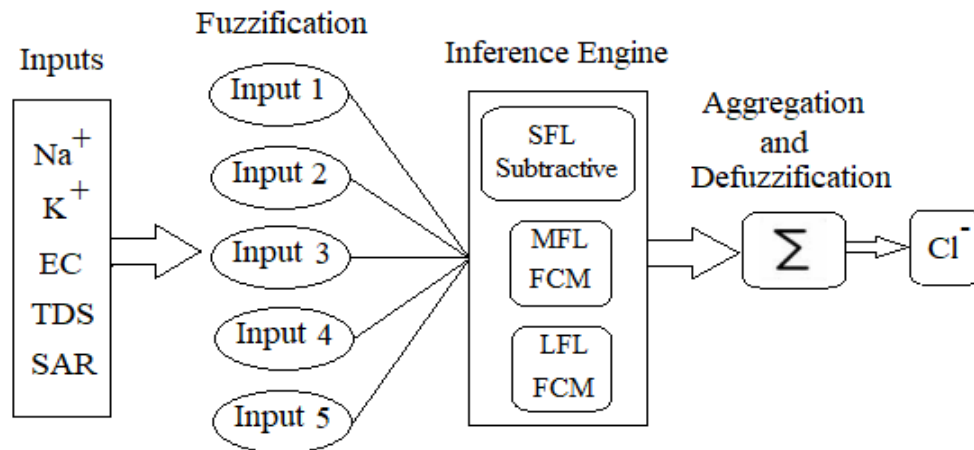 Inputs
Na+
K+
EC
TDS
SAR
Fuzzification
Input 1
Input 2
Input 3
Input 4
Input 5
Inference Engine
SFL
Subtractive
MFL
FCM
LFL
FCM
Aggregation
and
Defuzzification
Σ
Cl-